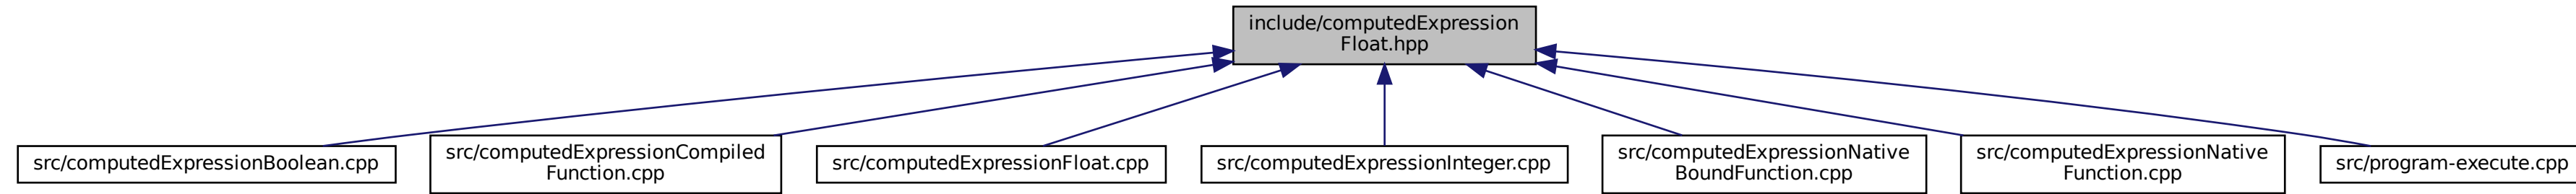 include/computedExpression
Float.hpp
src/computedExpressionBoolean.cpp
src/computedExpressionCompiled
Function.cpp
src/computedExpressionFloat.cpp
src/computedExpressionInteger.cpp
src/computedExpressionNative
BoundFunction.cpp
src/computedExpressionNative
Function.cpp
src/program-execute.cpp